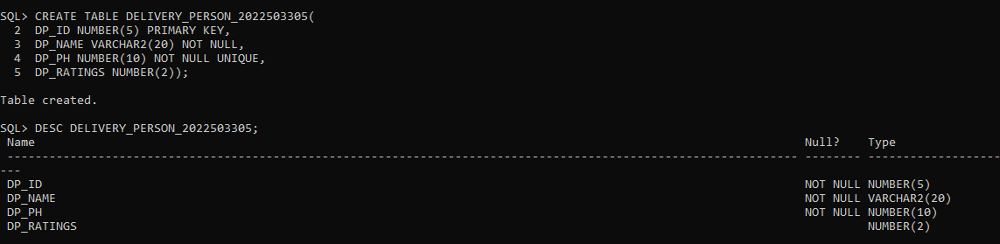 SQL> CREATE TABLE DELIVERY_PERSON_2022503305(
  2  DP_ID NUMBER(5) PRIMARY KEY,
  3  DP_NAME VARCHAR2(20) NOT NULL,
  4  DP_PH NUMBER(10) NOT NULL UNIQUE,
  5  DP_RATINGS NUMBER(2));
Table created.
SQL> DESC DELIVERY_PERSON_2022503305;
 Name                                                                                                              Null?    Type
 ----------------------------------------------------------------------------------------------------------------- -------- -------------------
---
 DP_ID                                                                                                             NOT NULL NUMBER(5)
 DP_NAME                                                                                                           NOT NULL VARCHAR2(20)
 DP_PH                                                                                                             NOT NULL NUMBER(10)
 DP_RATINGS                                                                                                                 NUMBER(2)